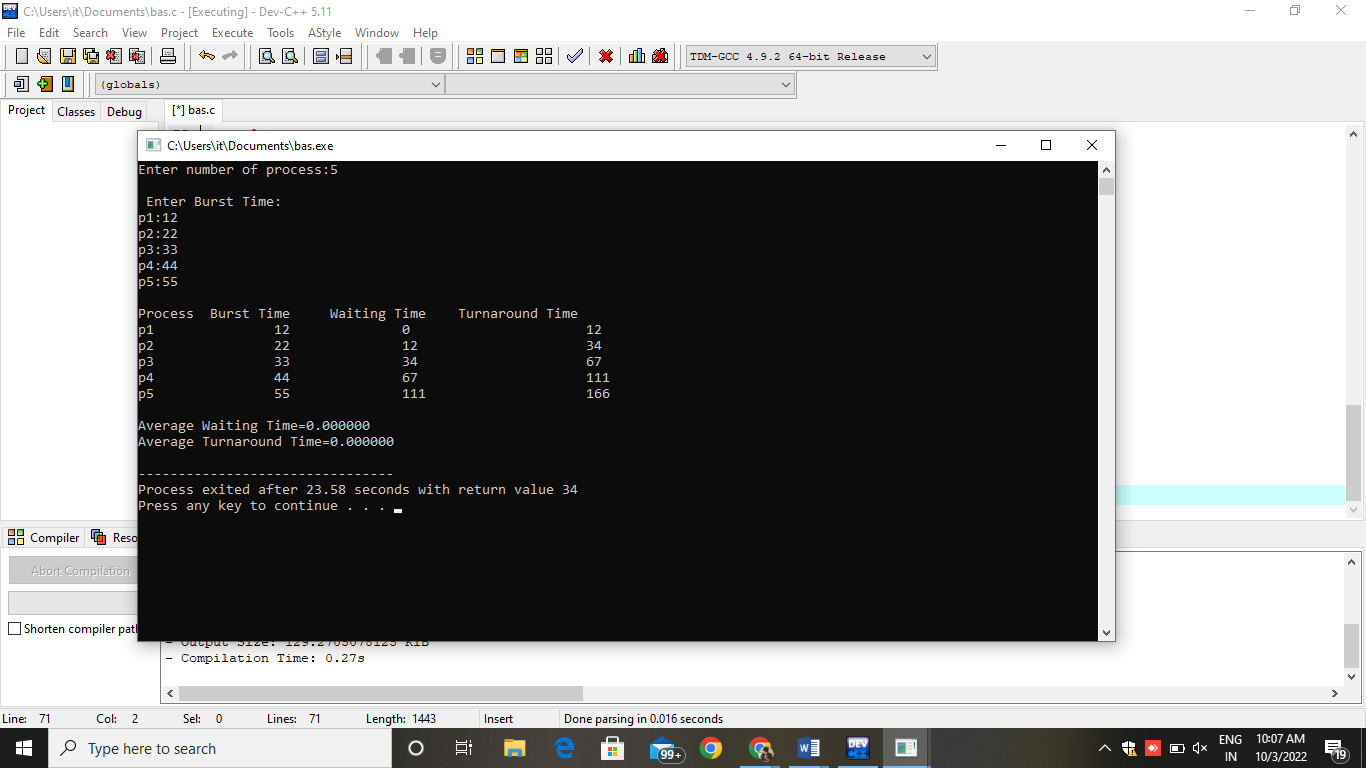 C:\Users\it\Documents\bas.c - [Executing] - Dev-C++ 5.11
File Edit Search View Project Execute Tools AStyle Window Help
TDM-GCC 4.9.2 64-bit Release
(globals)
Project Classes Debug [*] bas.c
C:\Users\it\Documents\bas.exe
Enter number of process:5
Enter Burst Time:
p1:12
p2:22
p3:33
p4:44
p5:55
Process Burst Time Waiting Time Turnaround Time
p1 12 0 12
p2 22 12 34
p3 33 34 67
p4 44 67 111
p5 55 111 166
Average Waiting Time=0.000000
Average Turnaround Time=0.000000
--------------------------------
Process exited after 23.58 seconds with return value 34
Press any key to continue . . .
Compiler Reso
Abort Compilation
Shorten compiler path
- Output Size: 129.2705078125 KiB
- Compilation Time: 0.27s
Line: 71 Col: 2 Sel: 0 Lines: 71 Length: 1443 Insert Done parsing in 0.016 seconds
Type here to search
99+
DEV
ENG
IN
10:07 AM
10/3/2022
19